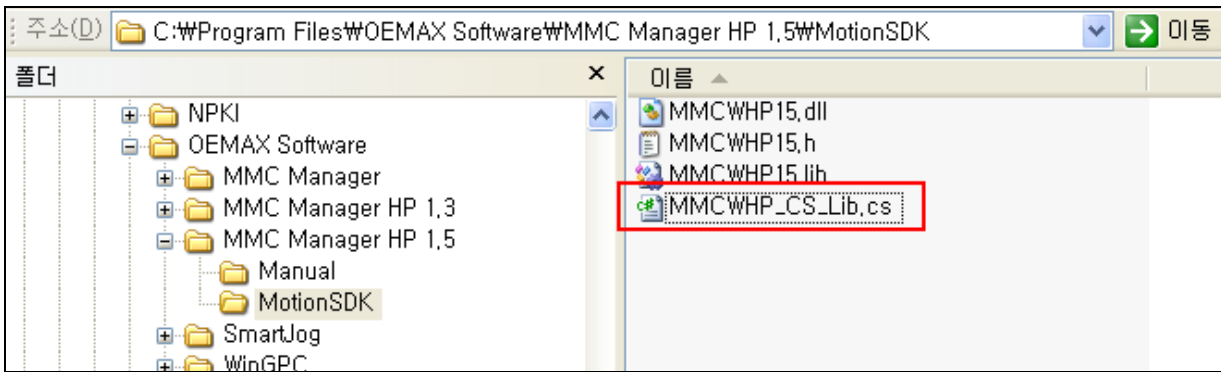 주소(D) C:₩Program Files₩OEMAX Software₩MMC Manager HP 1.5₩MotionSDK 이동
폴더 x
NPKI
OEMAX Software
MMC Manager
MMC Manager HP 1.3
MMC Manager HP 1.5
Manual
MotionSDK
SmartJog
WinGPC
이름
MMCWHP15.dll
MMCWHP15.h
MMCWHP15.lib
MMCWHP_CS_Lib.cs